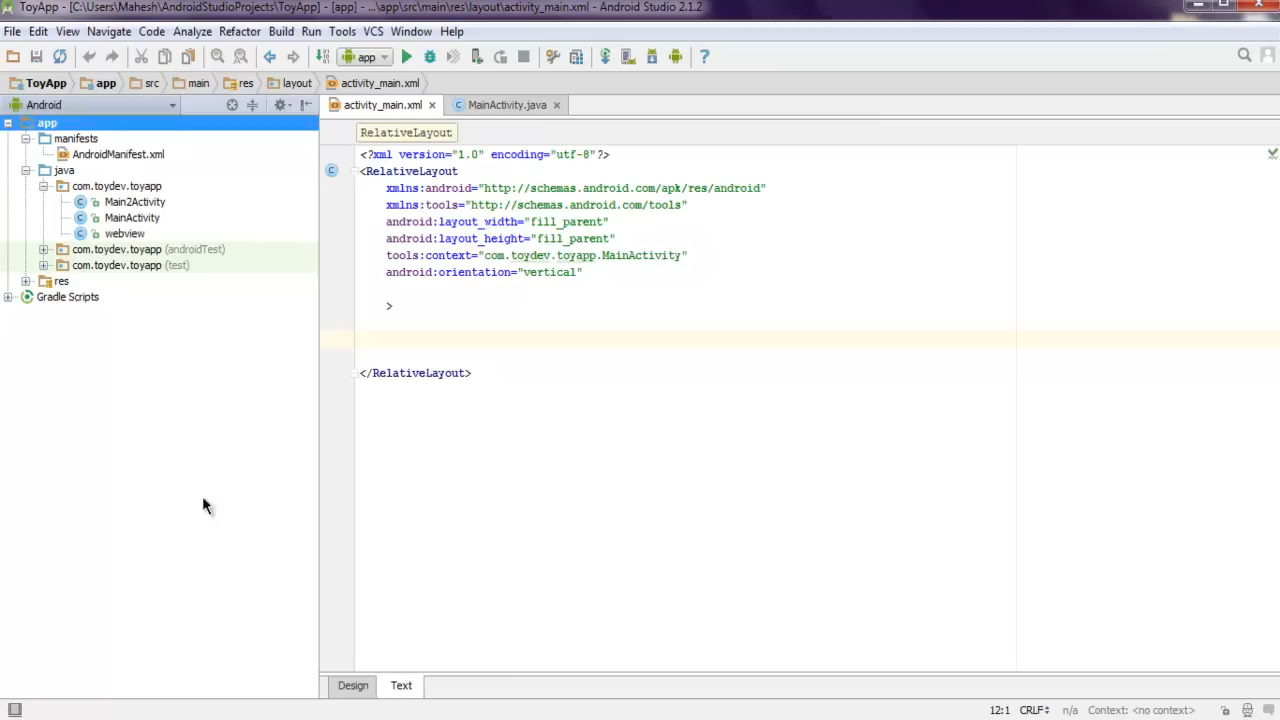 ToyApp - [C:\Users\Mahesh\AndroidStudioProjects\ToyApp] - [app] - ...\app\src\main\res\layout\activity_main.xml - Android Studio 2.1.2
File Edit View Navigate Code Analyze Refactor Build Run Tools VCS Window Help
app
ToyApp app src main res layout activity_main.xml
Android
activity_main.xml MainActivity.java
app
manifests
AndroidManifest.xml
java
com.toydev.toyapp
Main2Activity
MainActivity
webview
com.toydev.toyapp (androidTest)
com.toydev.toyapp (test)
res
Gradle Scripts
RelativeLayout
<?xml version="1.0" encoding="utf-8"?>
<RelativeLayout
xmlns:android="http://schemas.android.com/apk/res/android"
xmlns:tools="http://schemas.android.com/tools"
android:layout_width="fill_parent"
android:layout_height="fill_parent"
tools:context="com.toydev.toyapp.MainActivity"
android:orientation="vertical"
>
</RelativeLayout>
Design Text
12:1 CRLF n/a Context: <no context>